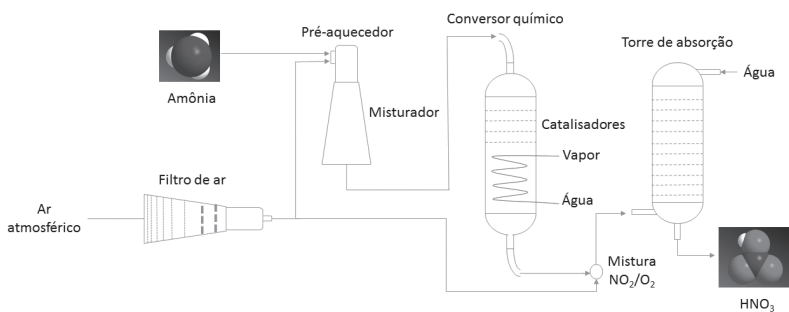 Conversor químico
Pré-aquecedor
Torre de absorção
Água
Amônia
Misturador
Catalisadores
Vapor
Filtro de ar
Água
Ar
atmosférico
Mistura
NO₂/O₂
HNO₃